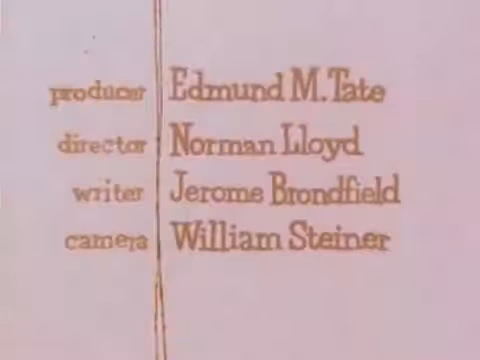 producer Edmund M. Tate
director Norman Lloyd
writer Jerome Brondfield
camera William Steiner